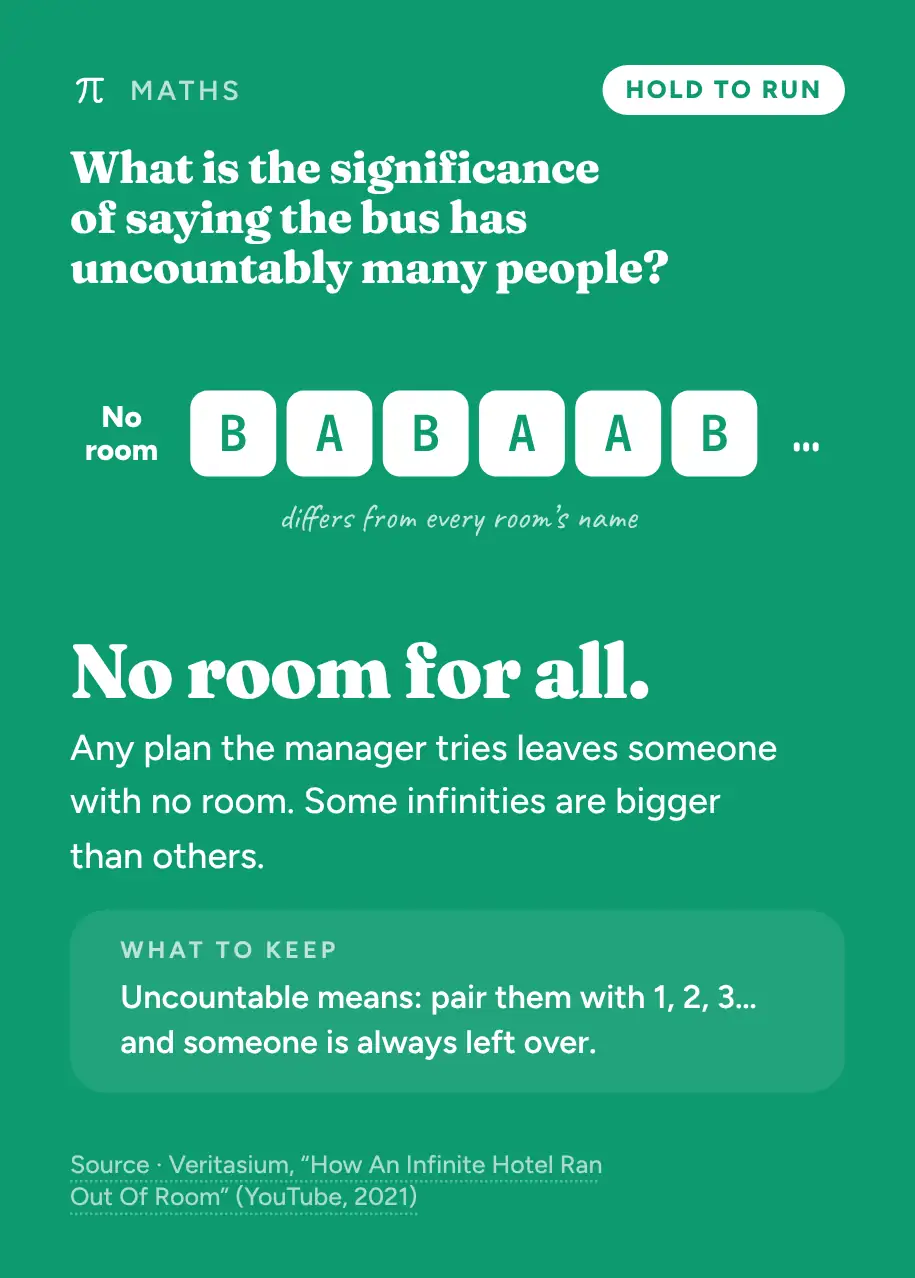 π MATHS
HOLD TO RUN
What is the significance
of saying the bus has
uncountably many people?
No
room
B A B A A B ...
differs from every room’s name
No room for all.
Any plan the manager tries leaves someone
with no room. Some infinities are bigger
than others.
WHAT TO KEEP
Uncountable means: pair them with 1, 2, 3...
and someone is always left over.
Source · Veritasium, “How An Infinite Hotel Ran
Out Of Room” (YouTube, 2021)